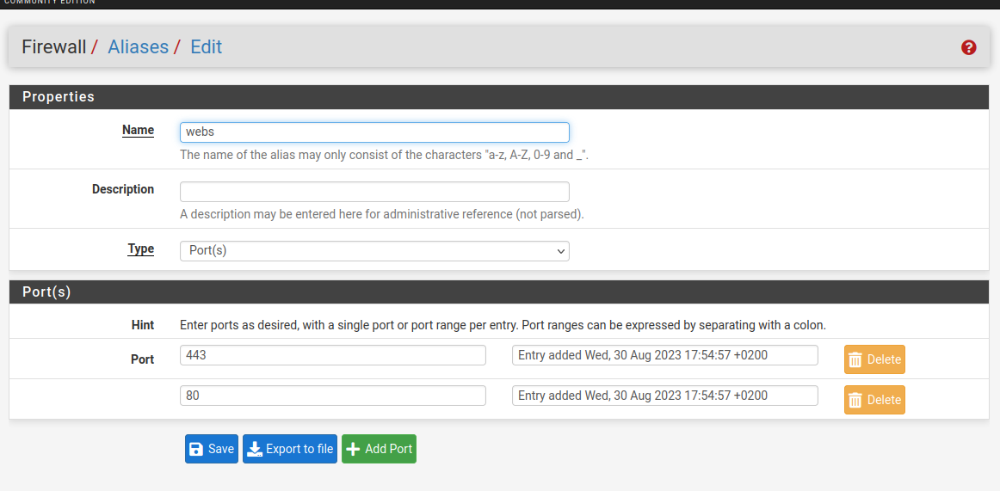 COMMUNITY EDITION
Firewall / Aliases / Edit
?
Properties
Name webs
The name of the alias may only consist of the characters "a-z, A-Z, 0-9 and _".
Description
A description may be entered here for administrative reference (not parsed).
Type Port(s)
Port(s)
Hint Enter ports as desired, with a single port or port range per entry. Port ranges can be expressed by separating with a colon.
Port 443 Entry added Wed, 30 Aug 2023 17:54:57 +0200 Delete
80 Entry added Wed, 30 Aug 2023 17:54:57 +0200 Delete
Save Export to file Add Port